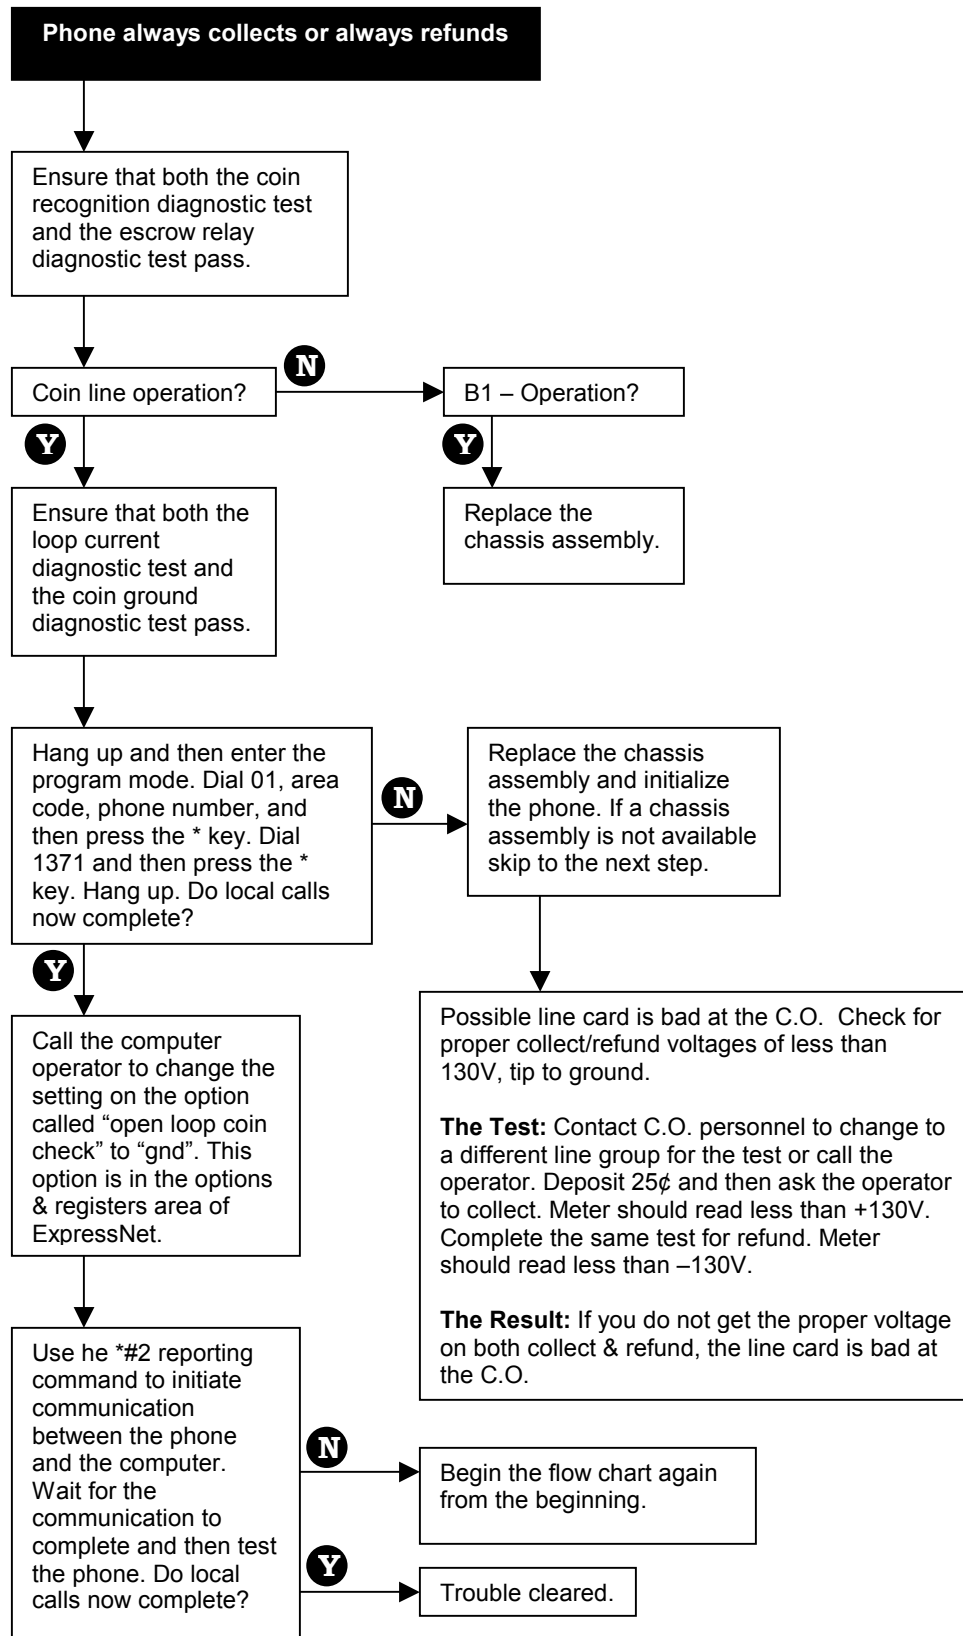 Phone always collects or always refunds
Ensure that both the coin
recognition diagnostic test
and the escrow relay
diagnostic test pass.
Coin line operation?
N
B1 – Operation?
Y
Y
Ensure that both the
loop current
diagnostic test and
the coin ground
diagnostic test pass.
Replace the
chassis assembly.
Hang up and then enter the
program mode. Dial 01, area
code, phone number, and
then press the * key. Dial
1371 and then press the *
key. Hang up. Do local calls
now complete?
N
Replace the chassis
assembly and initialize
the phone. If a chassis
assembly is not available
skip to the next step.
Y
Possible line card is bad at the C.O.  Check for
proper collect/refund voltages of less than
130V, tip to ground.
The Test: Contact C.O. personnel to change to
a different line group for the test or call the
operator. Deposit 25¢ and then ask the operator
to collect. Meter should read less than +130V.
Complete the same test for refund. Meter
should read less than –130V.
The Result: If you do not get the proper voltage
on both collect & refund, the line card is bad at
the C.O.
Call the computer
operator to change the
setting on the option
called “open loop coin
check” to “gnd”. This
option is in the options
& registers area of
ExpressNet.
Use he *#2 reporting
command to initiate
communication
between the phone
and the computer.
Wait for the
communication to
complete and then test
the phone. Do local
calls now complete?
N
Begin the flow chart again
from the beginning.
Y
Trouble cleared.